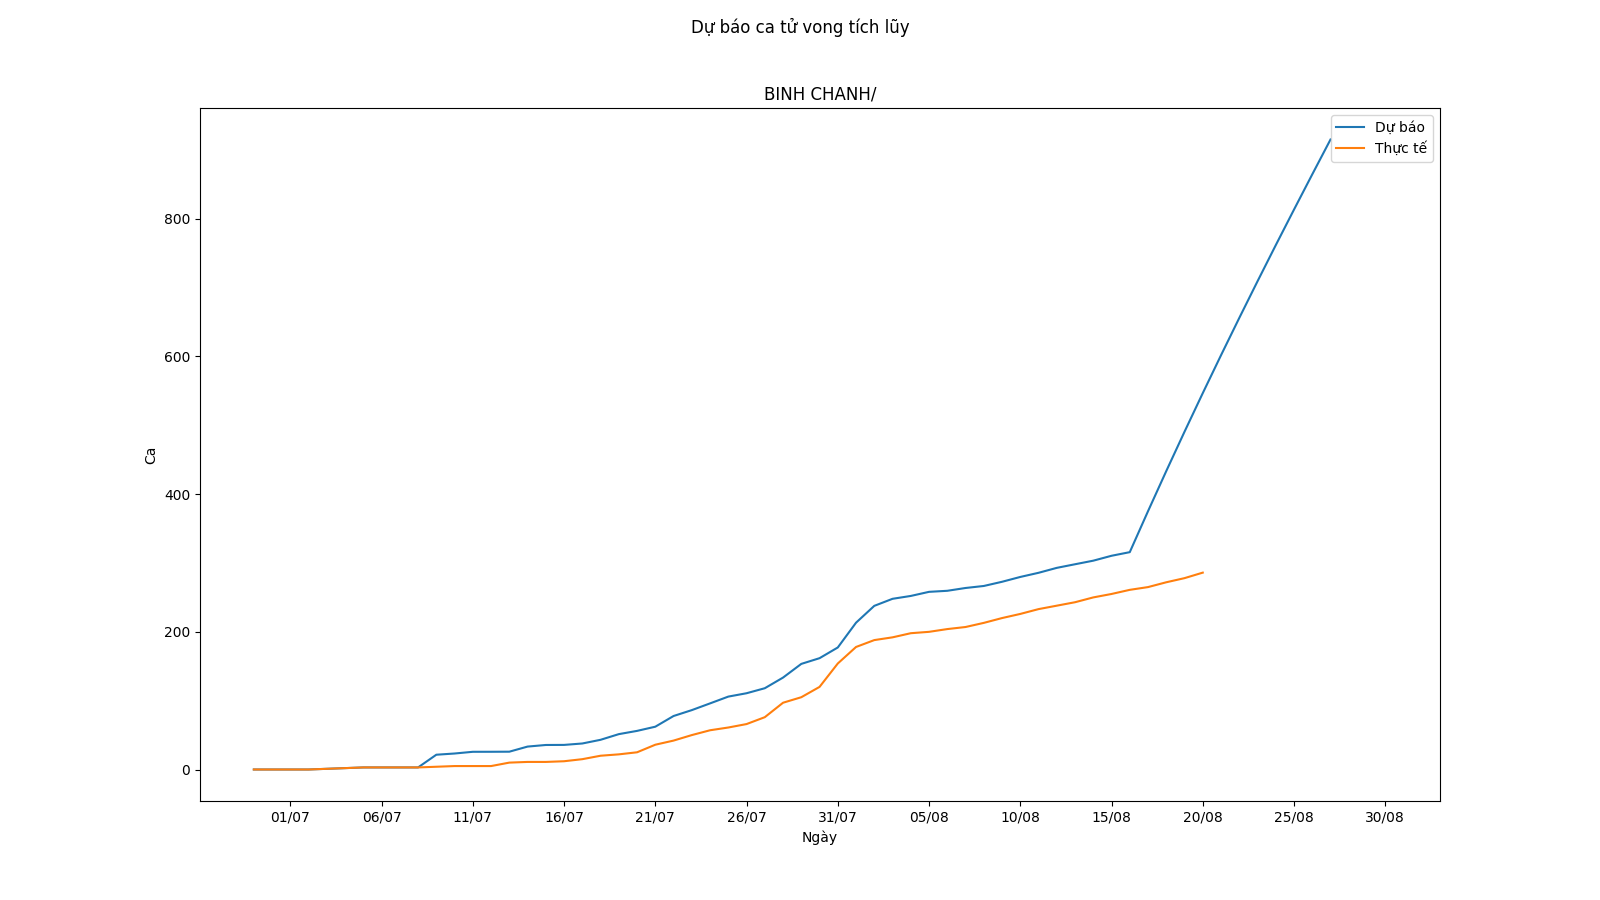 Dự báo ca tử vong tích lũy
BINH CHANH/
Dự báo
Thực tế
800
600
400
200
0
Ca
01/07 06/07 11/07 16/07 21/07 26/07 31/07 05/08 10/08 15/08 20/08 25/08 30/08
Ngày